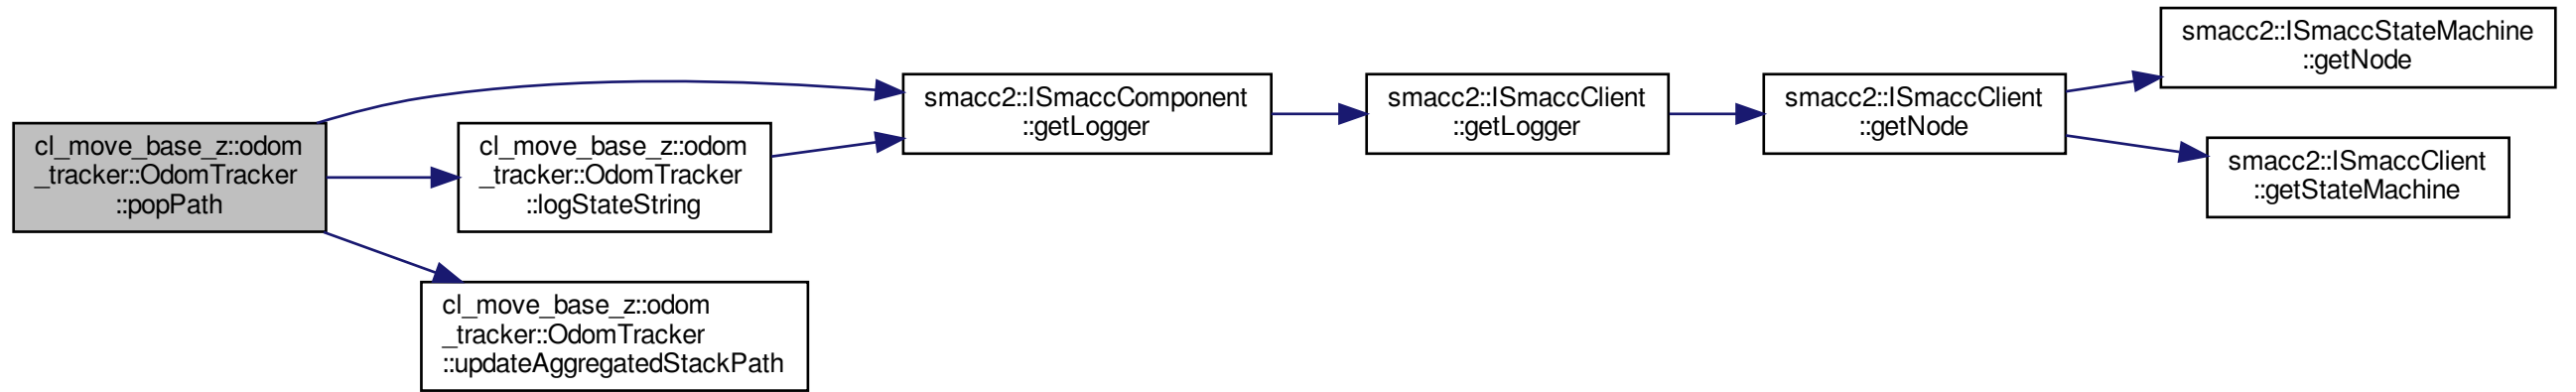 cl_move_base_z::odom
_tracker::OdomTracker
::popPath
cl_move_base_z::odom
_tracker::OdomTracker
::logStateString
cl_move_base_z::odom
_tracker::OdomTracker
::updateAggregatedStackPath
smacc2::ISmaccComponent
::getLogger
smacc2::ISmaccClient
::getLogger
smacc2::ISmaccClient
::getNode
smacc2::ISmaccStateMachine
::getNode
smacc2::ISmaccClient
::getStateMachine